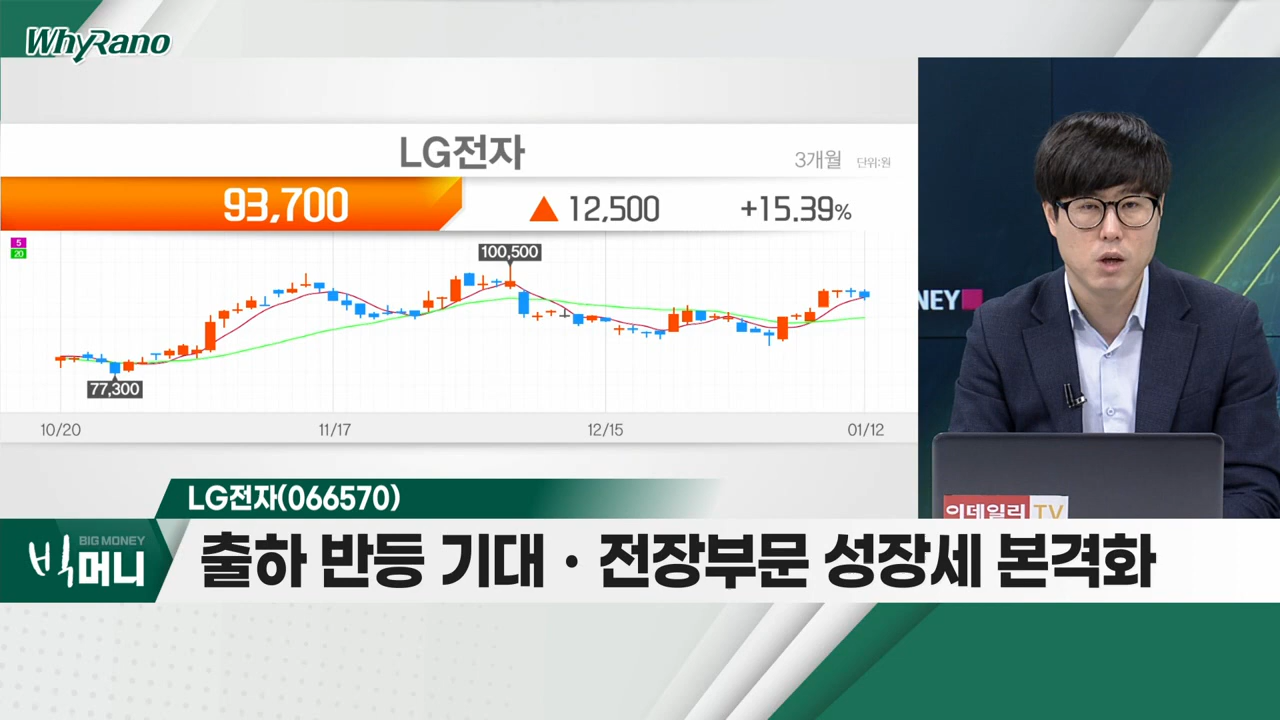 WhyRano
LG전자
3개월 단위:원
93,700 ▲ 12,500 +15.39%
5
20
100,500
77,300
10/20 11/17 12/15 01/12
NEY
이데일리 TV
LG전자(066570)
BIG MONEY
빅머니
출하 반등 기대 · 전장부문 성장세 본격화